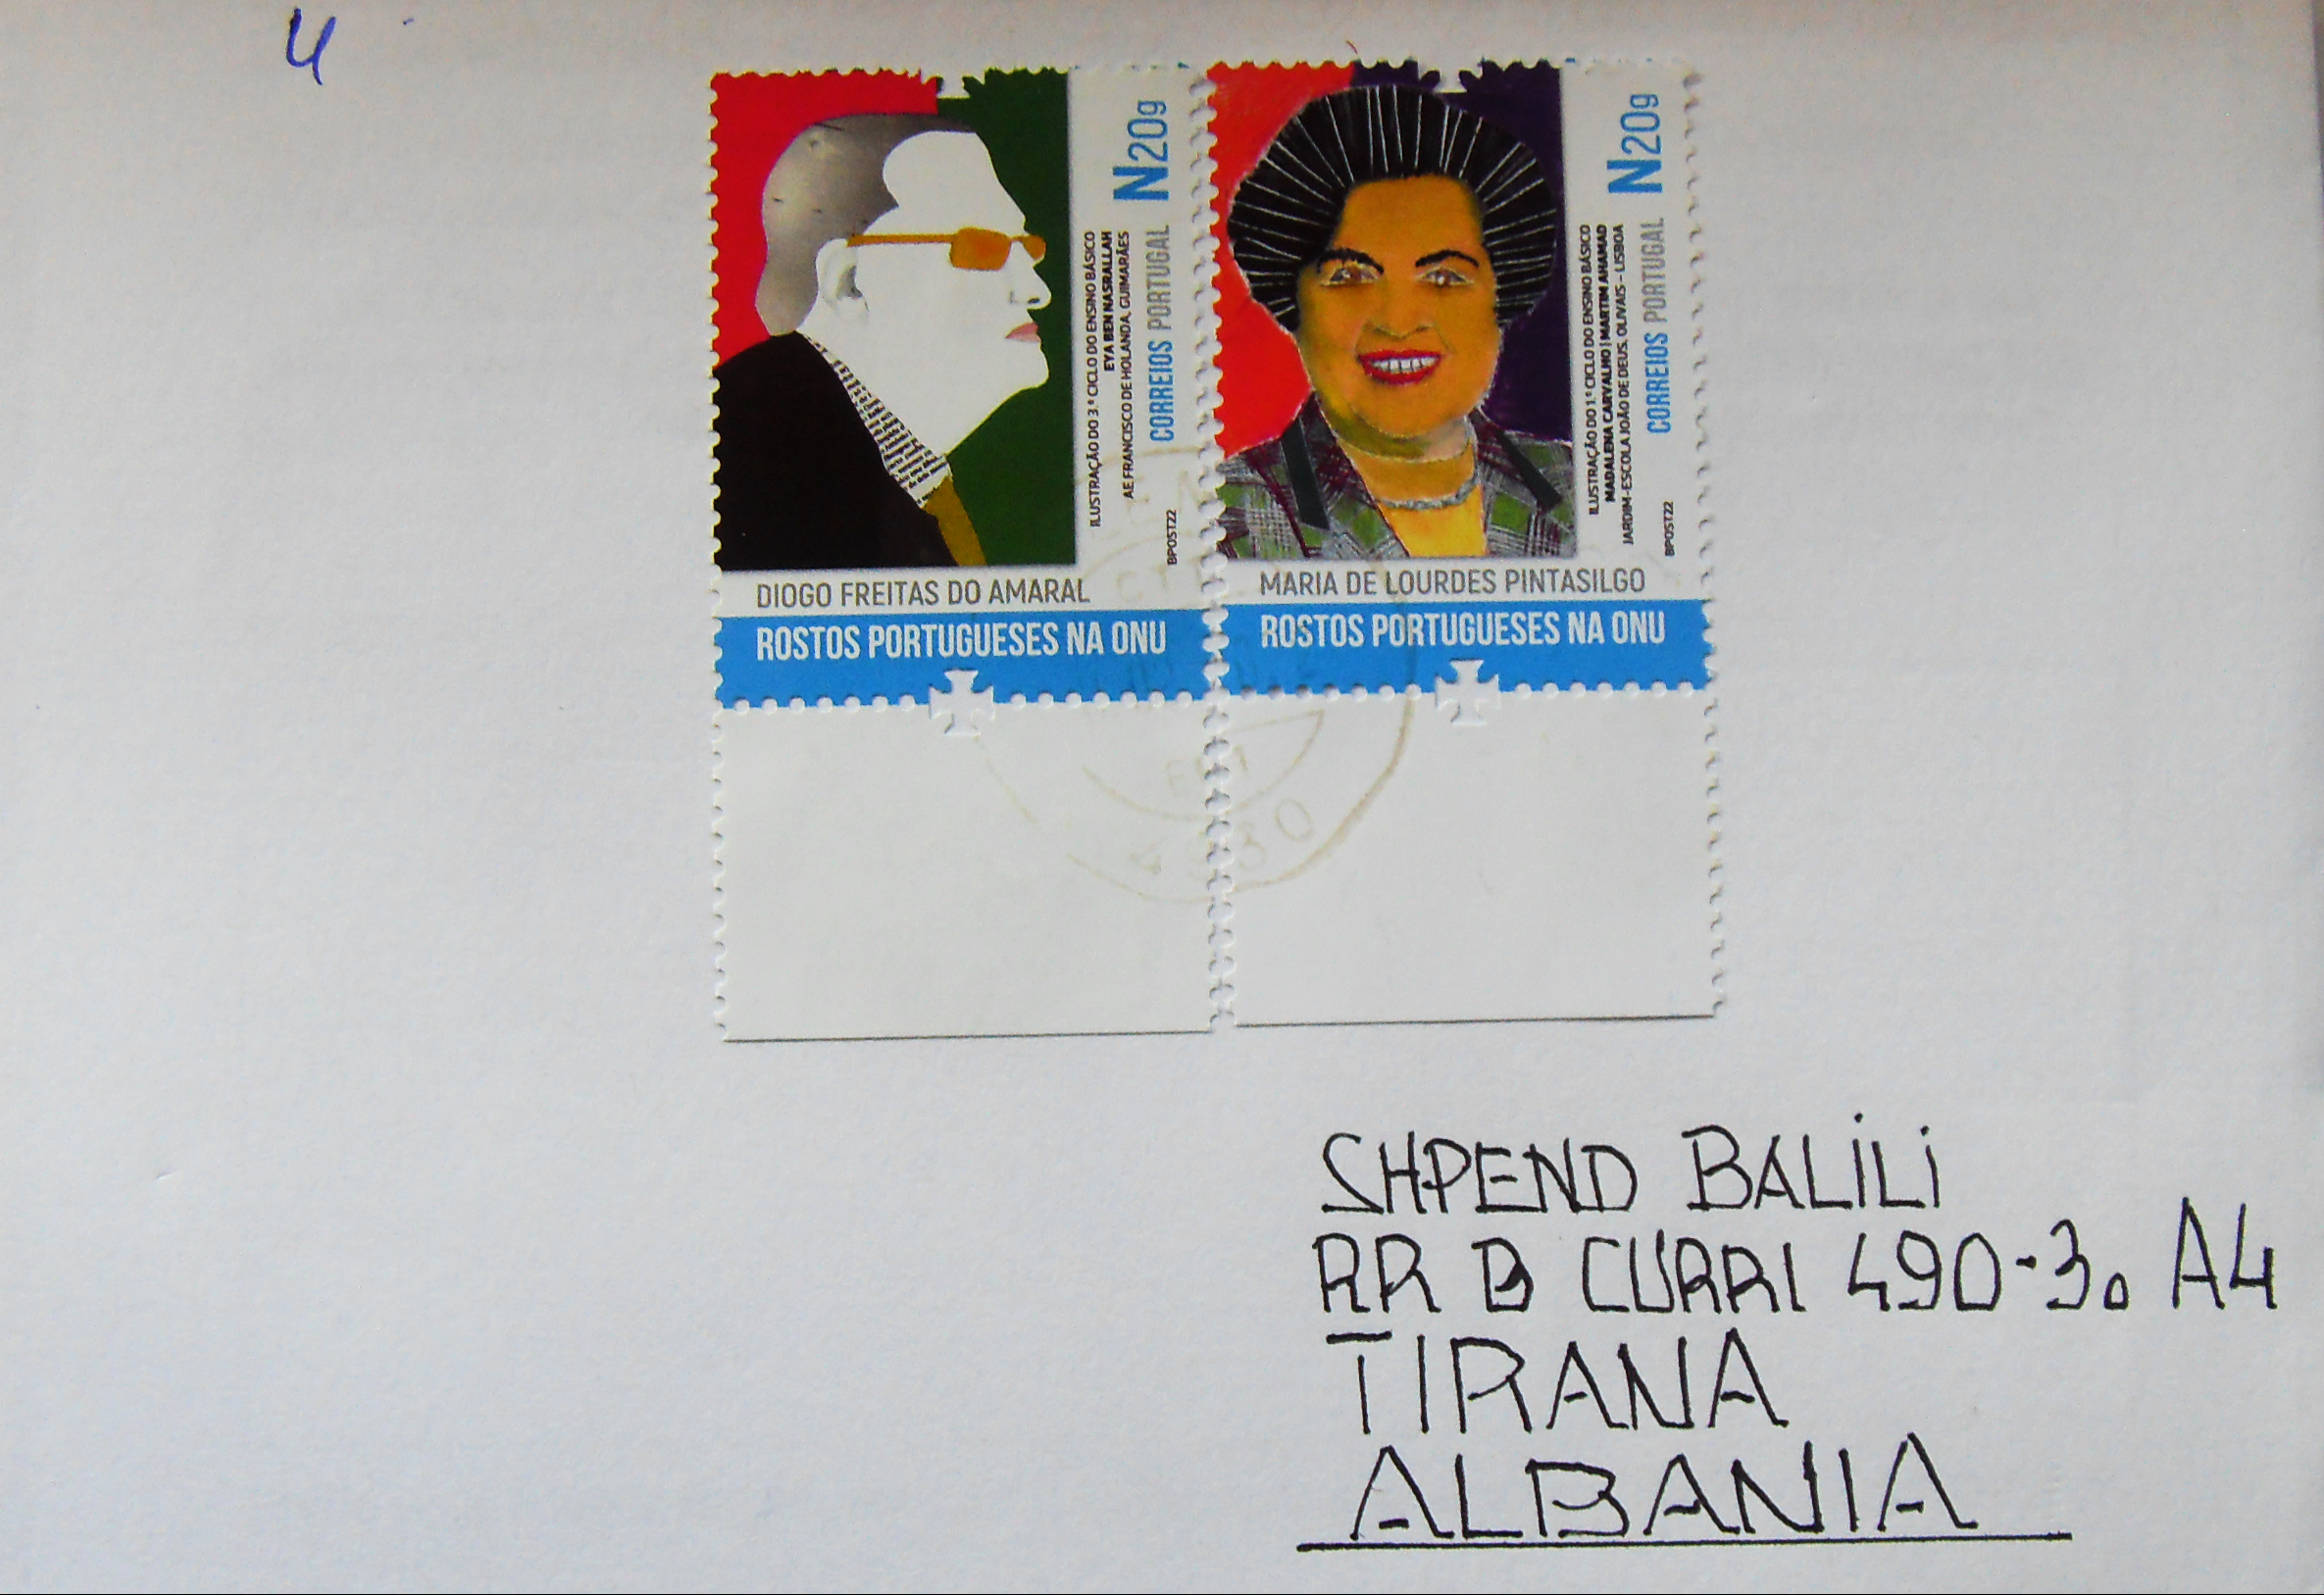 4
N20g
CORREIOS PORTUGAL
ILUSTRAÇÃO DO 3.º CICLO DO ENSINO BÁSICO
EYA BEN NASRALLAH
AE FRANCISCO DE HOLANDA, GUIMARÃES
BPOST22
DIOGO FREITAS DO AMARAL
ROSTOS PORTUGUESES NA ONU
N20g
CORREIOS PORTUGAL
ILUSTRAÇÃO DO 1.º CICLO DO ENSINO BÁSICO
MADALENA CARVALHO | MARTIM AHAMAD
JARDIM-ESCOLA JOÃO DE DEUS, OLIVAIS - LISBOA
BPOST22
MARIA DE LOURDES PINTASILGO
ROSTOS PORTUGUESES NA ONU
SHPEND BALILI
RR B CURRI 490-3. A4
TIRANA
ALBANIA